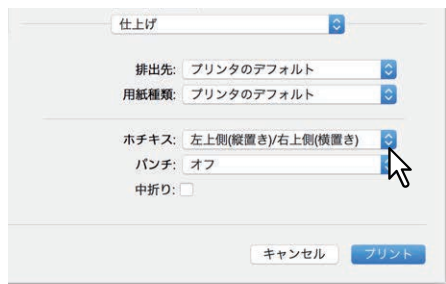 仕上げ
排出先: プリンタのデフォルト
用紙種類: プリンタのデフォルト
ホチキス: 左上側(縦置き)/右上側(横置き)
パンチ: オフ
中折り:
キャンセル プリント